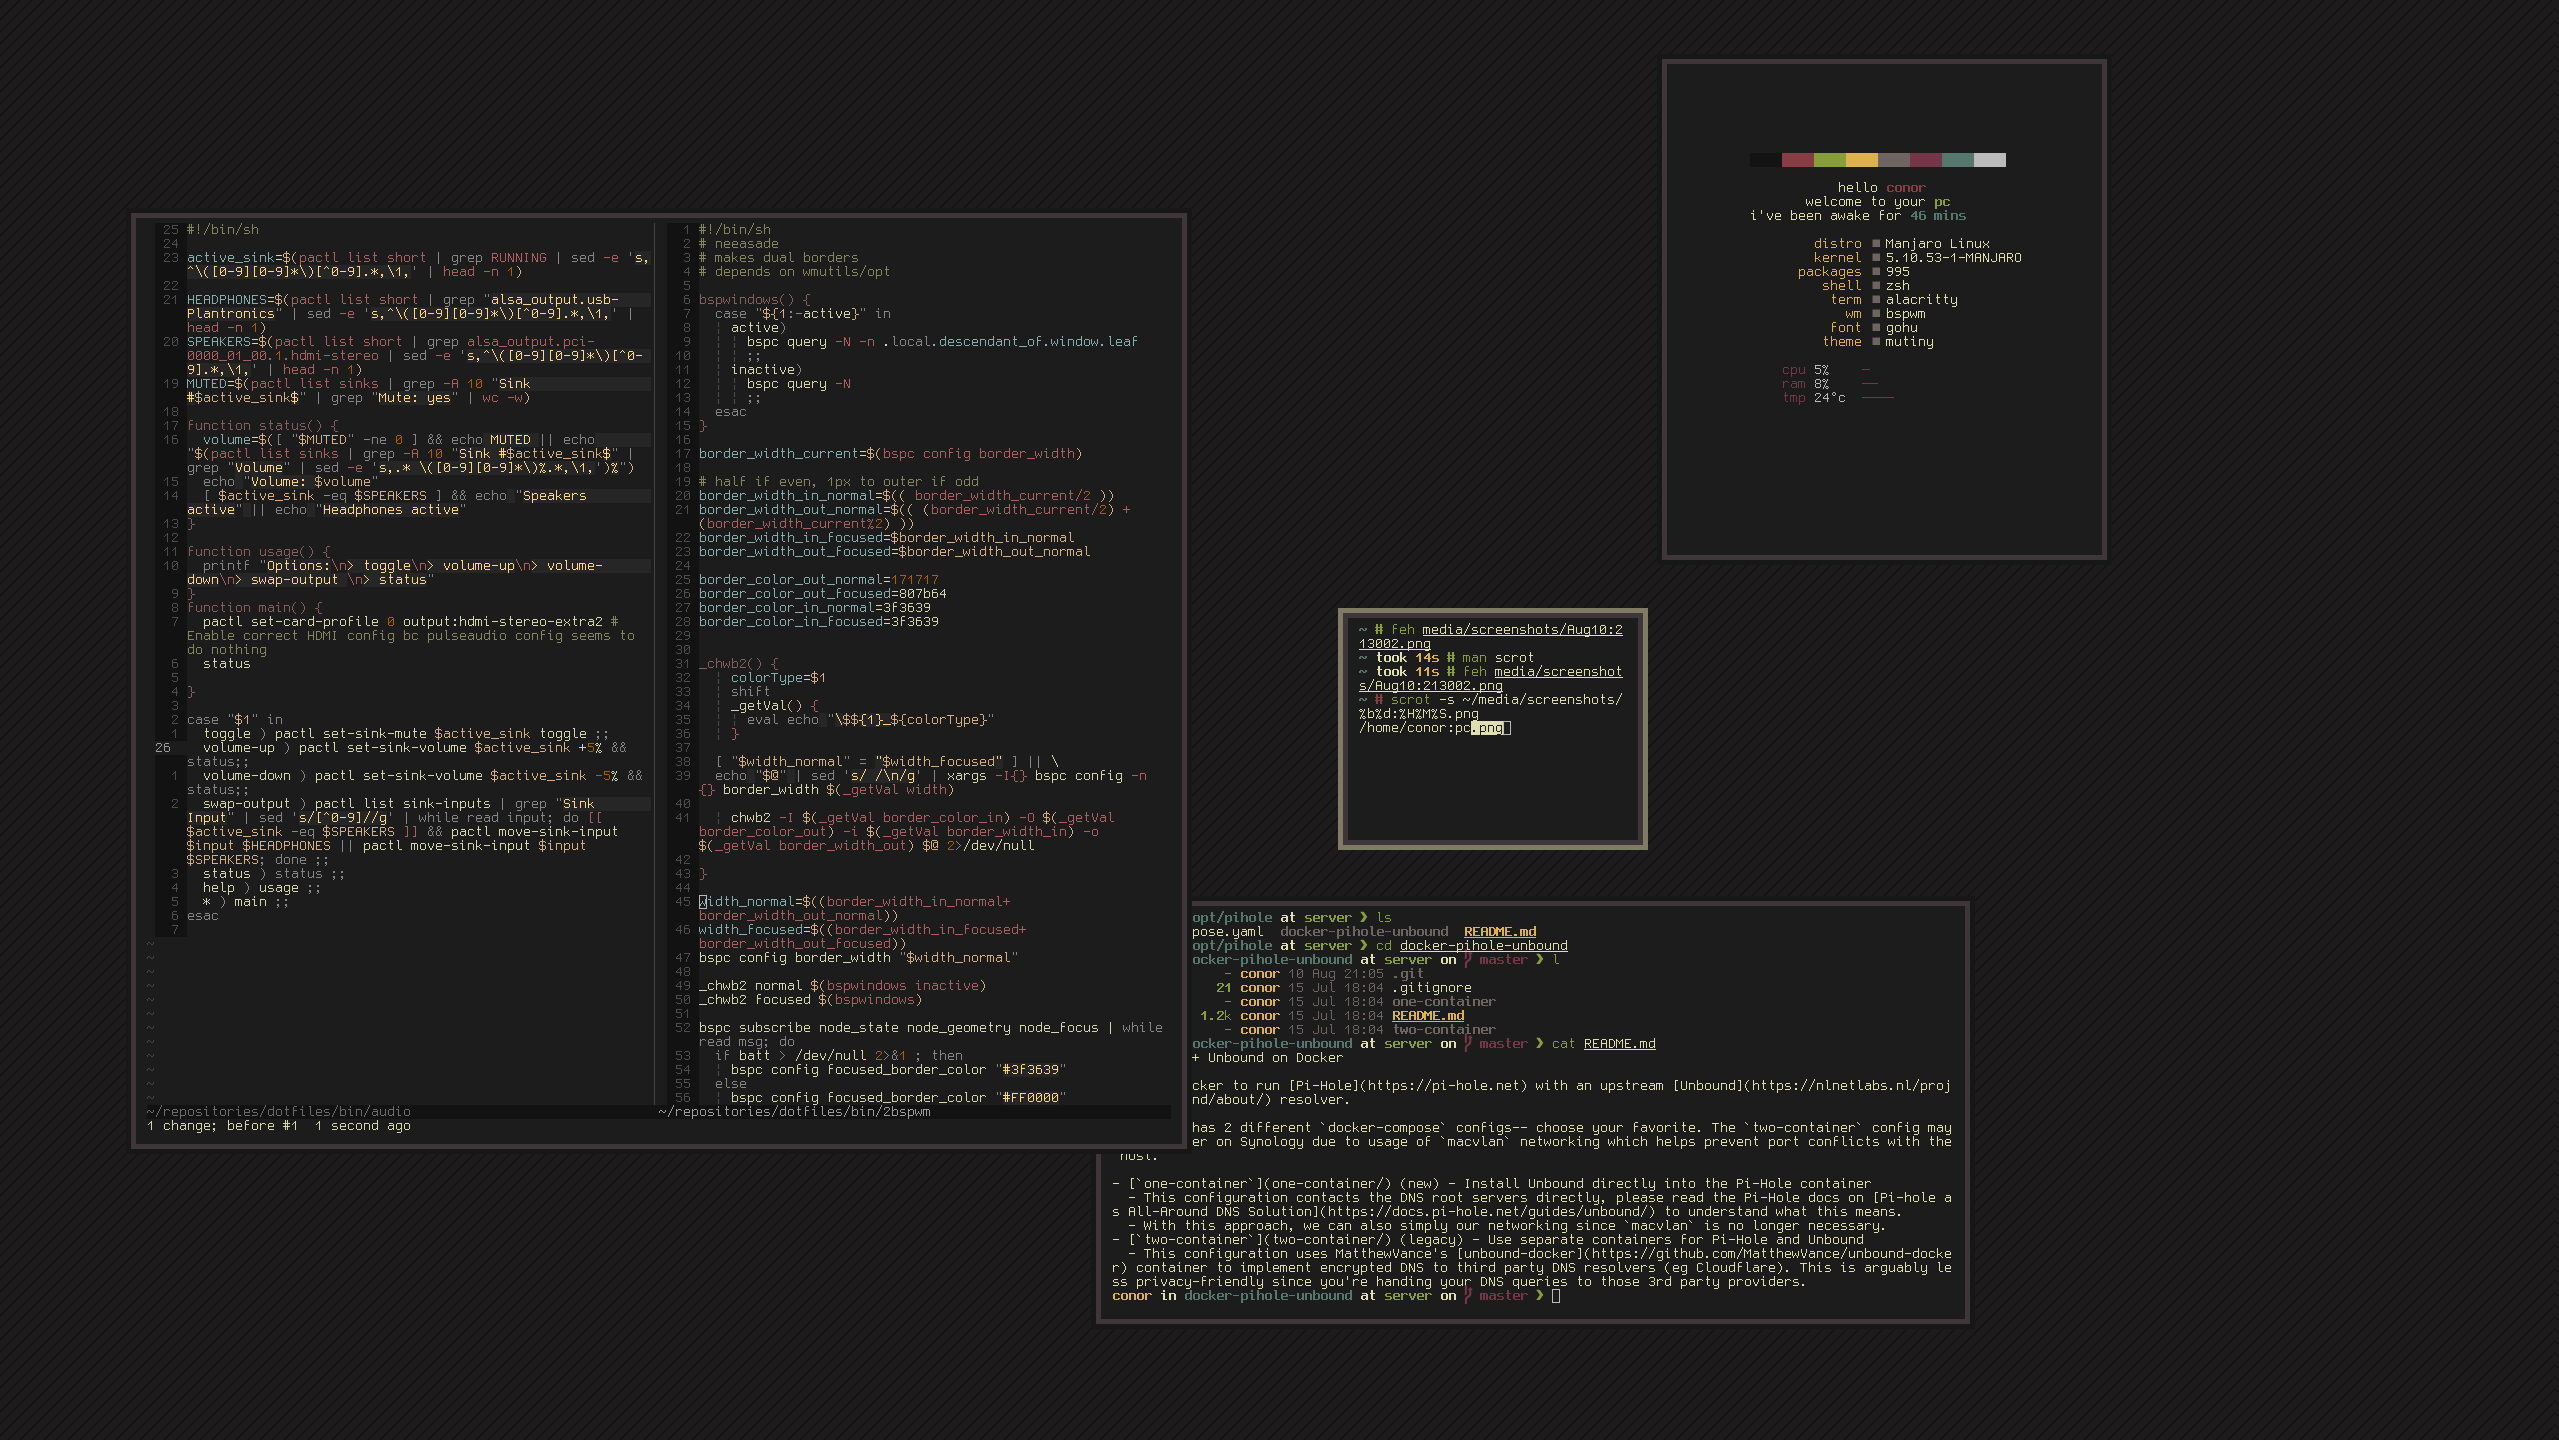 25 #!/bin/sh
24
23 active_sink=$(pactl list short | grep RUNNING | sed -e 's,
^\([0-9][0-9]*\)[^0-9].*,\1,' | head -n 1)
22
21 HEADPHONES=$(pactl list short | grep "alsa_output.usb-
Plantronics" | sed -e 's,^\([0-9][0-9]*\)[^0-9].*,\1,' |
head -n 1)
20 SPEAKERS=$(pactl list short | grep alsa_output.pci-
0000_01_00.1.hdmi-stereo | sed -e 's,^\([0-9][0-9]*\)[^0-
9].*,\1,' | head -n 1)
19 MUTED=$(pactl list sinks | grep -A 10 "Sink
#$active_sink$" | grep "Mute: yes" | wc -w)
18
17 function status() {
16   volume=$([ "$MUTED" -ne 0 ] && echo MUTED || echo
"$(pactl list sinks | grep -A 10 "Sink #$active_sink$" |
grep "Volume" | sed -e 's,.* \([0-9][0-9]*\)%.*,\1,')%")
15   echo "Volume: $volume"
14   [ $active_sink -eq $SPEAKERS ] && echo "Speakers
active" || echo "Headphones active"
13 }
12
11 function usage() {
10   printf "Options:\n> toggle\n> volume-up\n> volume-
down\n> swap-output \n> status"
9 }
8 function main() {
7   pactl set-card-profile 0 output:hdmi-stereo-extra2 #
Enable correct HDMI config bc pulseaudio config seems to
do nothing
6   status
5
4 }
3
2 case "$1" in
1   toggle ) pactl set-sink-mute $active_sink toggle ;;
26   volume-up ) pactl set-sink-volume $active_sink +5% &&
status;;
1   volume-down ) pactl set-sink-volume $active_sink -5% &&
status;;
2   swap-output ) pactl list sink-inputs | grep "Sink
Input" | sed 's/[^0-9]//g' | while read input; do [[
$active_sink -eq $SPEAKERS ]] && pactl move-sink-input
$input $HEADPHONES || pactl move-sink-input $input
$SPEAKERS; done ;;
3   status ) status ;;
4   help ) usage ;;
5   * ) main ;;
6 esac
7
~
~
~
~
~
~
~
~
~
~
~
~
~/repositories/dotfiles/bin/audio
1 change; before #1  1 second ago
1 #!/bin/sh
2 # neeasade
3 # makes dual borders
4 # depends on wmutils/opt
5
6 bspwindows() {
7   case "${1:-active}" in
8   ¦ active)
9   ¦ ¦ bspc query -N -n .local.descendant_of.window.leaf
10   ¦ ¦ ;;
11   ¦ inactive)
12   ¦ ¦ bspc query -N
13   ¦ ¦ ;;
14   esac
15 }
16
17 border_width_current=$(bspc config border_width)
18
19 # half if even, 1px to outer if odd
20 border_width_in_normal=$(( border_width_current/2 ))
21 border_width_out_normal=$(( (border_width_current/2) +
(border_width_current%2) ))
22 border_width_in_focused=$border_width_in_normal
23 border_width_out_focused=$border_width_out_normal
24
25 border_color_out_normal=171717
26 border_color_out_focused=807b64
27 border_color_in_normal=3f3639
28 border_color_in_focused=3f3639
29
30
31 _chwb2() {
32   ¦ colorType=$1
33   ¦ shift
34   ¦ _getVal() {
35   ¦ ¦ eval echo "\$${1}_${colorType}"
36   ¦ }
37
38   [ "$width_normal" = "$width_focused" ] || \
39   echo "$@" | sed 's/ /\n/g' | xargs -I{} bspc config -n
{} border_width $(_getVal width)
40
41   ¦ chwb2 -I $(_getVal border_color_in) -O $(_getVal
border_color_out) -i $(_getVal border_width_in) -o
$(_getVal border_width_out) $@ 2>/dev/null
42
43 }
44
45 width_normal=$((border_width_in_normal+
border_width_out_normal))
46 width_focused=$((border_width_in_focused+
border_width_out_focused))
47 bspc config border_width "$width_normal"
48
49 _chwb2 normal $(bspwindows inactive)
50 _chwb2 focused $(bspwindows)
51
52 bspc subscribe node_state node_geometry node_focus | while
read msg; do
53   if batt > /dev/null 2>&1 ; then
54   ¦ bspc config focused_border_color "#3F3639"
55   else
56   ¦ bspc config focused_border_color "#FF0000"
~/repositories/dotfiles/bin/2bspwm
hello conor
welcome to your pc
i've been awake for 46 mins
distro ■ Manjaro Linux
kernel ■ 5.10.53-1-MANJARO
packages ■ 995
shell ■ zsh
term ■ alacritty
wm ■ bspwm
font ■ gohu
theme ■ mutiny
cpu 5%
ram 8%
tmp 24°c
~ # feh media/screenshots/Aug10:2
13002.png
~ took 14s # man scrot
~ took 11s # feh media/screenshot
s/Aug10:213002.png
~ # scrot -s ~/media/screenshots/
%b%d:%H%M%S.png
/home/conor:pc.png
opt/pihole at server ❯ ls
pose.yaml  docker-pihole-unbound  README.md
opt/pihole at server ❯ cd docker-pihole-unbound
ocker-pihole-unbound at server on master ❯ l
- conor 10 Aug 21:05 .git
21 conor 15 Jul 18:04 .gitignore
- conor 15 Jul 18:04 one-container
1.2k conor 15 Jul 18:04 README.md
- conor 15 Jul 18:04 two-container
ocker-pihole-unbound at server on master ❯ cat README.md
+ Unbound on Docker
cker to run [Pi-Hole](https://pi-hole.net) with an upstream [Unbound](https://nlnetlabs.nl/proj
nd/about/) resolver.
has 2 different `docker-compose` configs-- choose your favorite. The `two-container` config may
er on Synology due to usage of `macvlan` networking which helps prevent port conflicts with the
host.
- [`one-container`](one-container/) (new) - Install Unbound directly into the Pi-Hole container
- This configuration contacts the DNS root servers directly, please read the Pi-Hole docs on [Pi-hole a
s All-Around DNS Solution](https://docs.pi-hole.net/guides/unbound/) to understand what this means.
- With this approach, we can also simply our networking since `macvlan` is no longer necessary.
- [`two-container`](two-container/) (legacy) - Use separate containers for Pi-Hole and Unbound
- This configuration uses MatthewVance's [unbound-docker](https://github.com/MatthewVance/unbound-docke
r) container to implement encrypted DNS to third party DNS resolvers (eg Cloudflare). This is arguably le
ss privacy-friendly since you're handing your DNS queries to those 3rd party providers.
conor in docker-pihole-unbound at server on master ❯